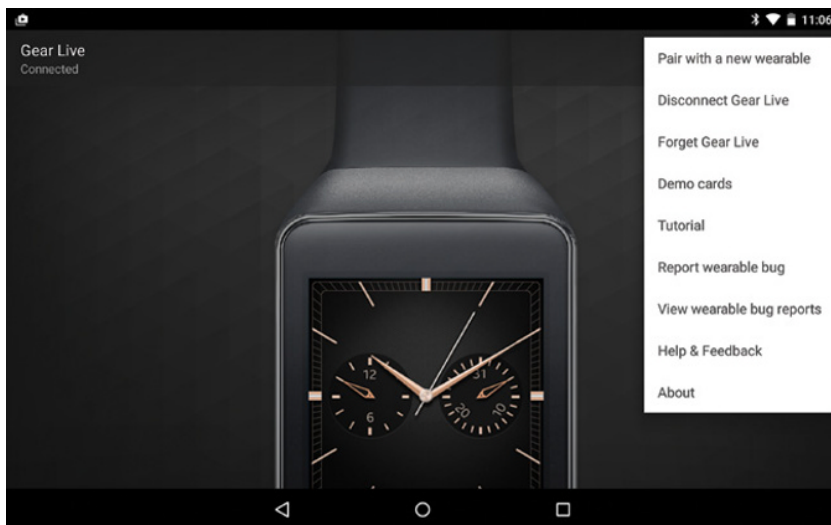 11:06
Gear Live
Connected
Pair with a new wearable
Disconnect Gear Live
Forget Gear Live
Demo cards
Tutorial
Report wearable bug
View wearable bug reports
Help & Feedback
About
12
6
31
20
10